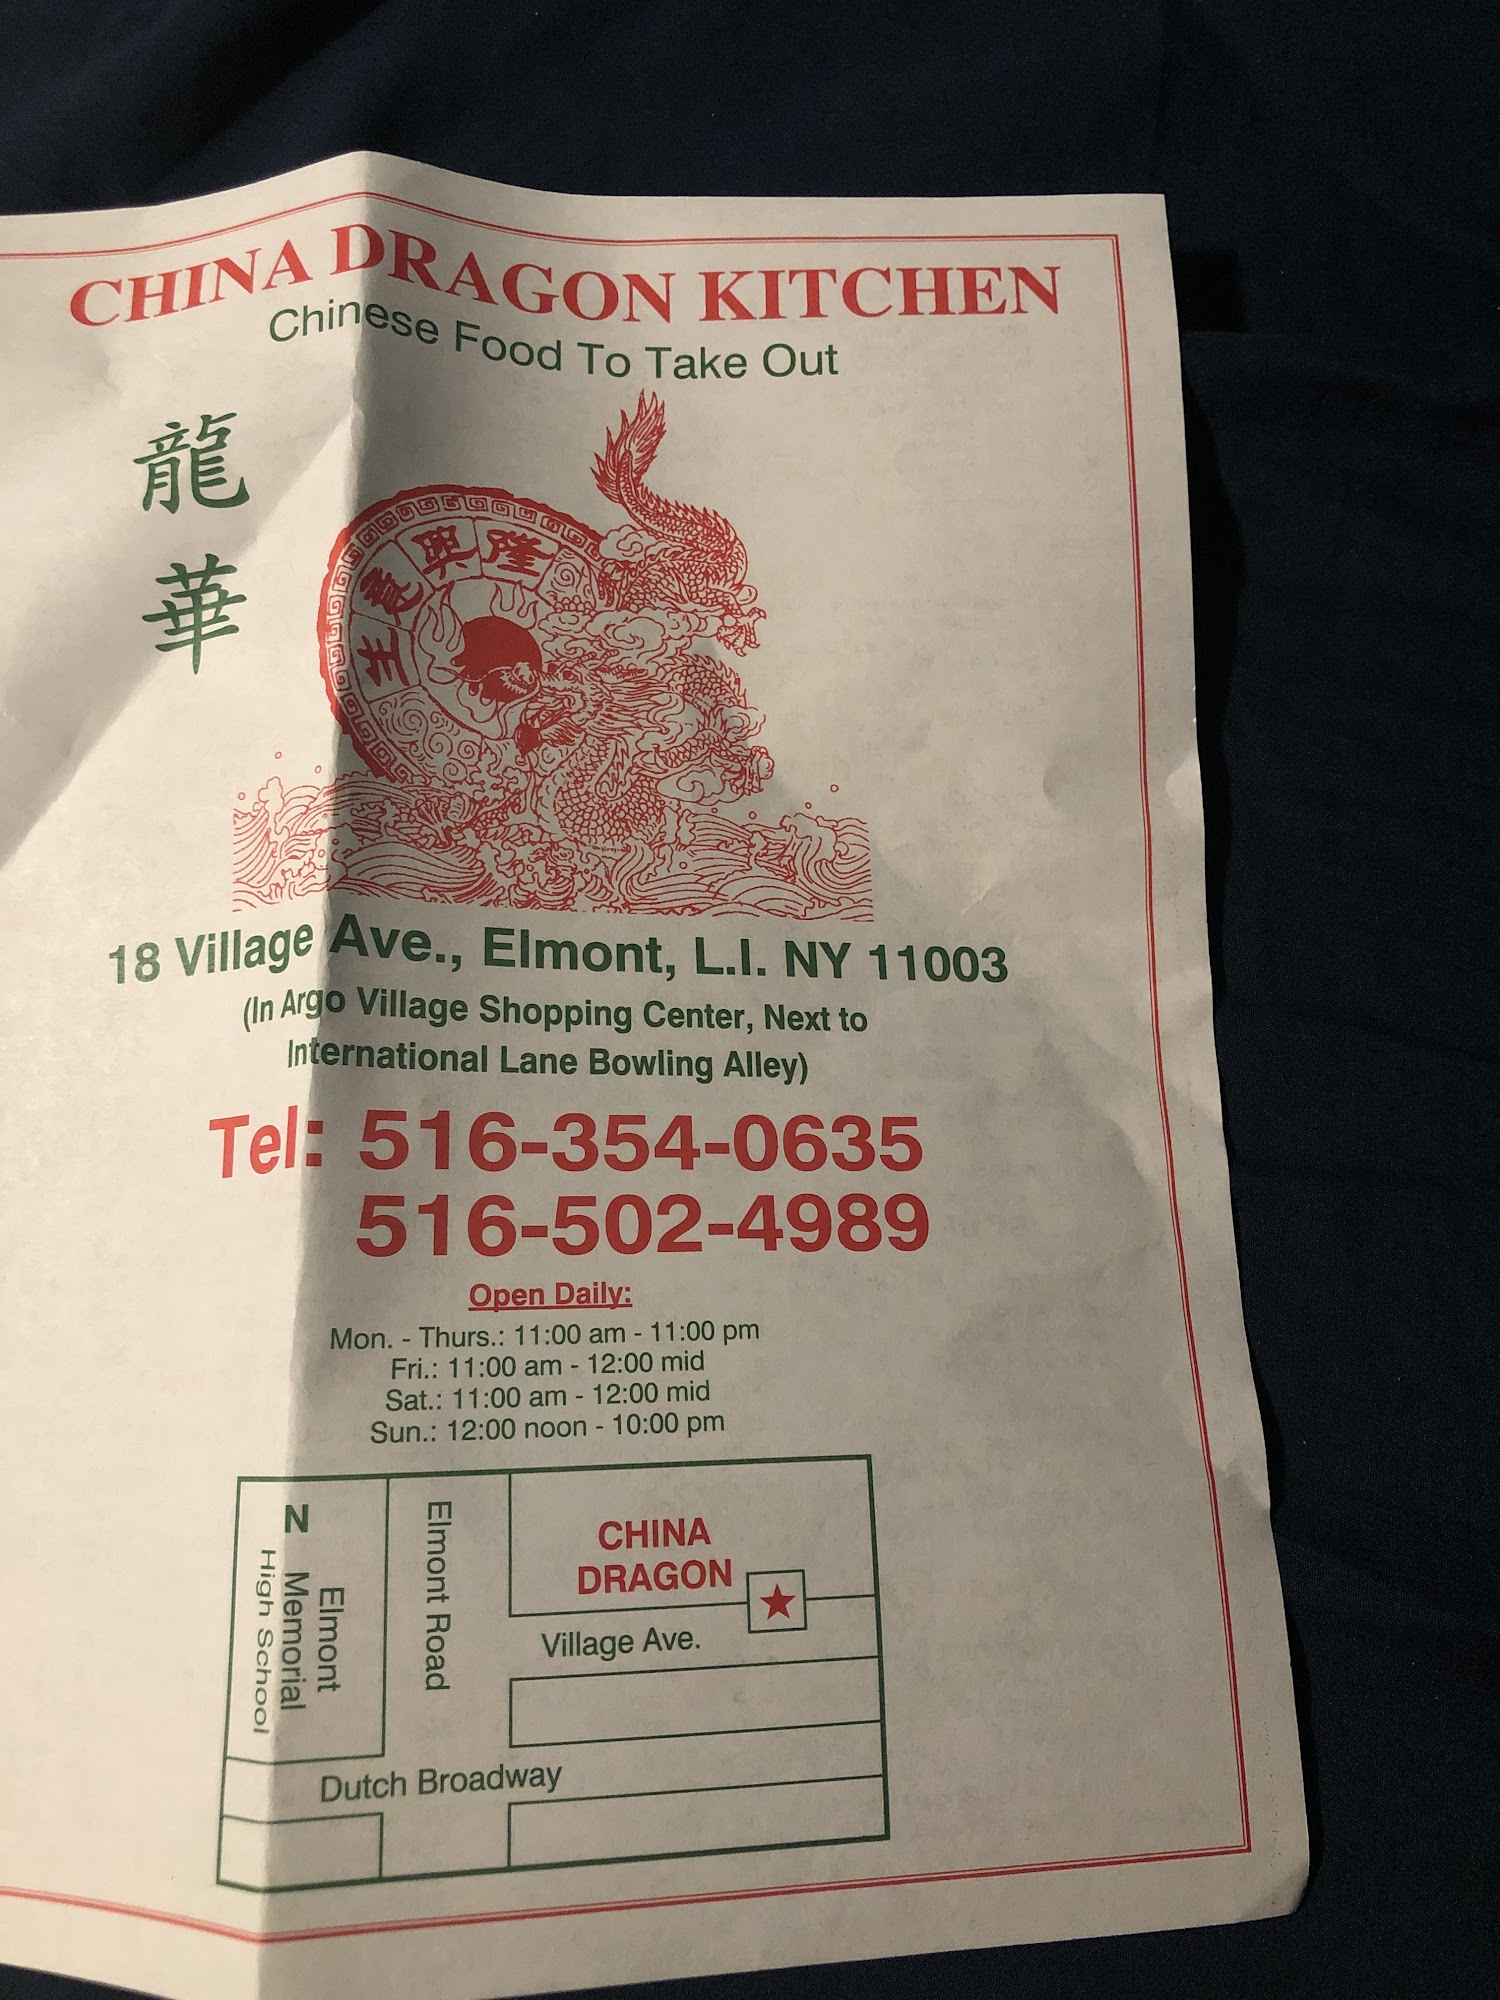 CHINA DRAGON KITCHEN
Chinese Food To Take Out
龍
華
生意興隆
18 Village Ave., Elmont, L.I. NY 11003
(In Argo Village Shopping Center, Next to
International Lane Bowling Alley)
Tel: 516-354-0635
516-502-4989
Open Daily:
Mon. - Thurs.: 11:00 am - 11:00 pm
Fri.: 11:00 am - 12:00 mid
Sat.: 11:00 am - 12:00 mid
Sun.: 12:00 noon - 10:00 pm
N
Elmont
Memorial
High School
Elmont Road
CHINA
DRAGON
Village Ave.
Dutch Broadway